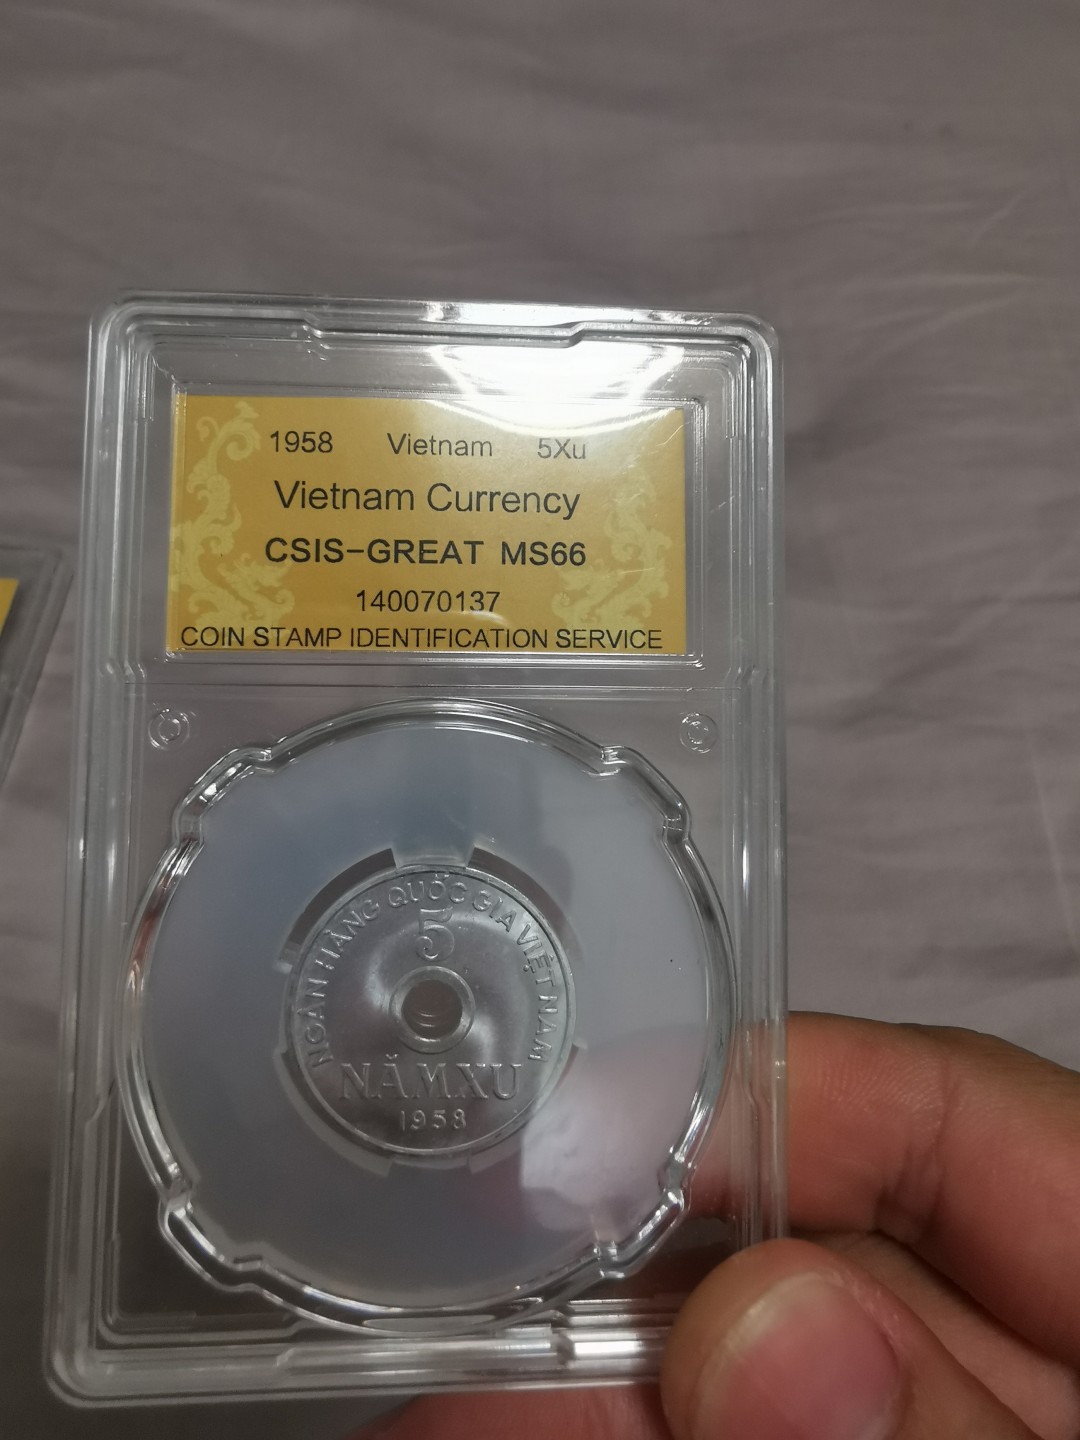 1958 Vietnam 5Xu
Vietnam Currency
CSIS-GREAT MS66
140070137
COIN STAMP IDENTIFICATION SERVICE
NGÂN HÀNG QUỐC GIA VIỆT NAM
5
NĂM XU
1958